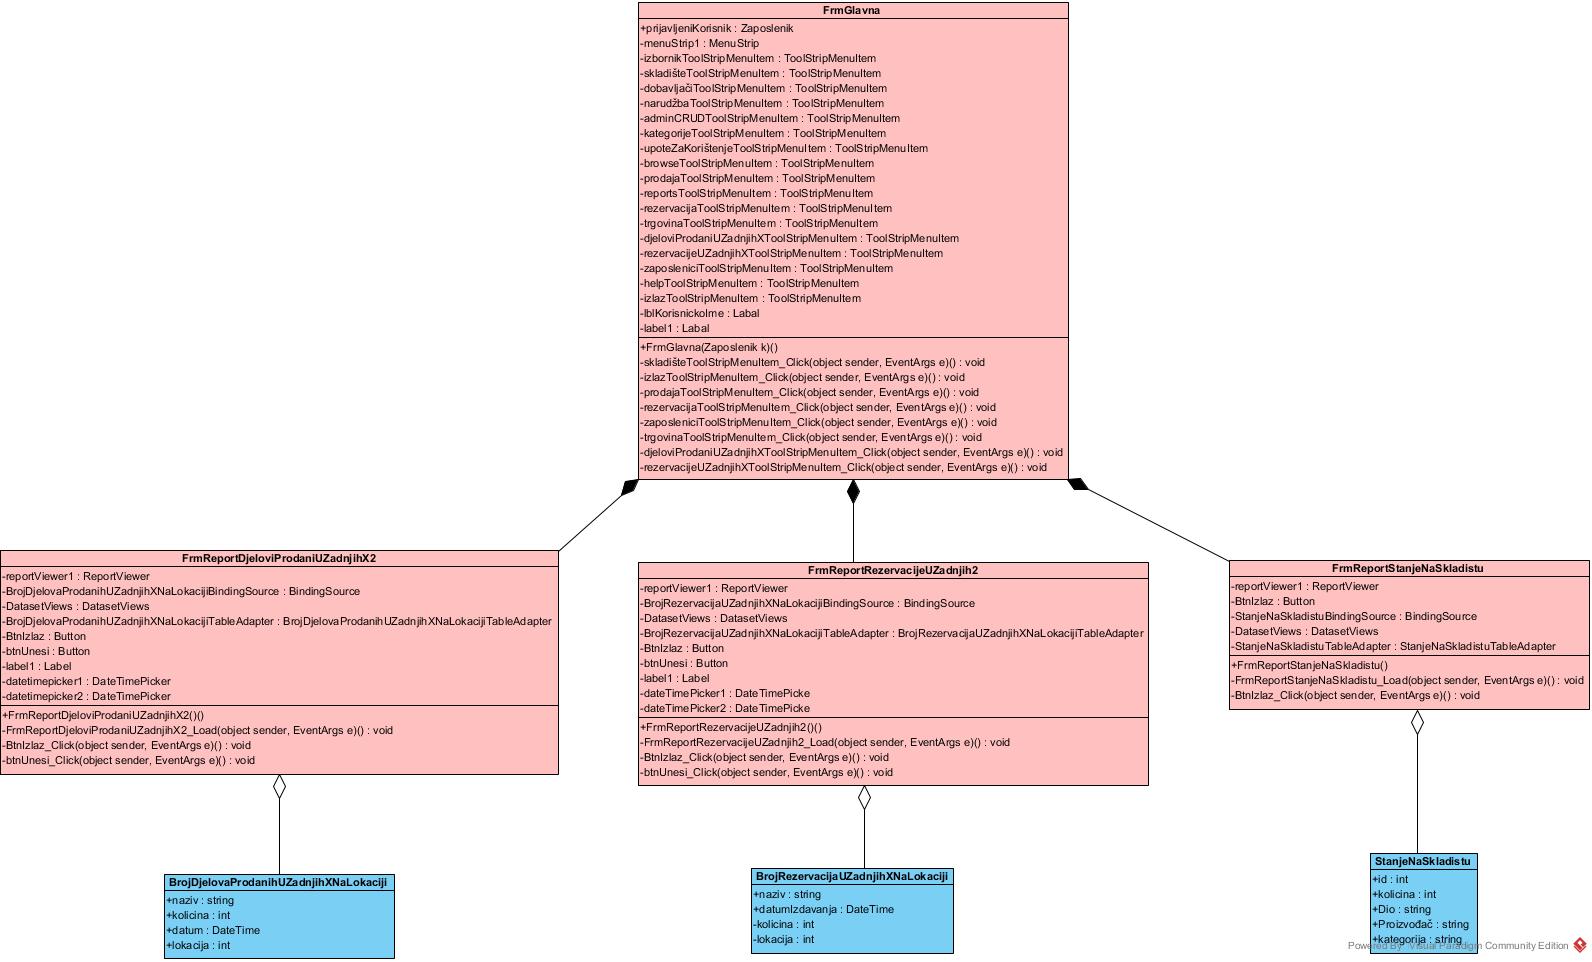 FrmGlavna
+prijavljeniKorisnik : Zaposlenik
-menuStrip1 : MenuStrip
-izbornikToolStripMenuItem : ToolStripMenuItem
-skladišteToolStripMenuItem : ToolStripMenuItem
-dobavljačiToolStripMenuItem : ToolStripMenuItem
-narudžbaToolStripMenuItem : ToolStripMenuItem
-adminCRUDToolStripMenuItem : ToolStripMenuItem
-kategorijeToolStripMenuItem : ToolStripMenuItem
-upoteZaKorištenjeToolStripMenuItem : ToolStripMenuItem
-browseToolStripMenuItem : ToolStripMenuItem
-prodajaToolStripMenuItem : ToolStripMenuItem
-reportsToolStripMenuItem : ToolStripMenuItem
-rezervacijaToolStripMenuItem : ToolStripMenuItem
-trgovinaToolStripMenuItem : ToolStripMenuItem
-djeloviProdaniUZadnjihXToolStripMenuItem : ToolStripMenuItem
-rezervacijeUZadnjihXToolStripMenuItem : ToolStripMenuItem
-zaposleniciToolStripMenuItem : ToolStripMenuItem
-helpToolStripMenuItem : ToolStripMenuItem
-izlazToolStripMenuItem : ToolStripMenuItem
-lblKorisnickoIme : Labal
-label1 : Labal
+FrmGlavna(Zaposlenik k)()
-skladišteToolStripMenuItem_Click(object sender, EventArgs e)() : void
-izlazToolStripMenuItem_Click(object sender, EventArgs e)() : void
-prodajaToolStripMenuItem_Click(object sender, EventArgs e)() : void
-rezervacijaToolStripMenuItem_Click(object sender, EventArgs e)() : void
-zaposleniciToolStripMenuItem_Click(object sender, EventArgs e)() : void
-trgovinaToolStripMenuItem_Click(object sender, EventArgs e)() : void
-djeloviProdaniUZadnjihXToolStripMenuItem_Click(object sender, EventArgs e)() : void
-rezervacijeUZadnjihXToolStripMenuItem_Click(object sender, EventArgs e)() : void
FrmReportDjeloviProdaniUZadnjihX2
-reportViewer1 : ReportViewer
-BrojDjelovaProdanihUZadnjihXNaLokacijiBindingSource : BindingSource
-DatasetViews : DatasetViews
-BrojDjelovaProdanihUZadnjihXNaLokacijiTableAdapter : BrojDjelovaProdanihUZadnjihXNaLokacijTableAdapter
-BtnIzlaz : Button
-btnUnesi : Button
-label1 : Label
-datetimepicker1 : DateTimePicker
-datetimepicker2 : DateTimePicker
+FrmReportDjeloviProdaniUZadnjihX2()()
-FrmReportDjeloviProdaniUZadnjihX2_Load(object sender, EventArgs e)() : void
-BtnIzlaz_Click(object sender, EventArgs e)() : void
-btnUnesi_Click(object sender, EventArgs e)() : void
FrmReportRezervacijeUZadnjih2
-reportViewer1 : ReportViewer
-BrojRezervacijaUZadnjihXNaLokacijiBindingSource : BindingSource
-DatasetViews : DatasetViews
-BrojRezervacijaUZadnjihXNaLokacijiTableAdapter : BrojRezervacijaUZadnjihXNaLokacijTableAdapter
-BtnIzlaz : Button
-btnUnesi : Button
-label1 : Label
-dateTimePicker1 : DateTimePicke
-dateTimePicker2 : DateTimePicke
+FrmReportRezervacijeUZadnjih2()()
-FrmReportRezervacijeUZadnjih2_Load(object sender, EventArgs e)() : void
-BtnIzlaz_Click(object sender, EventArgs e)() : void
-btnUnesi_Click(object sender, EventArgs e)() : void
FrmReportStanjeNaSkladistu
-reportViewer1 : ReportViewer
-BtnIzlaz : Button
-StanjeNaSkladistuBindingSource : BindingSource
-DatasetViews : DatasetViews
-StanjeNaSkladistuTableAdapter : StanjeNaSkladistuTableAdapter
+FrmReportStanjeNaSkladistu()
-FrmReportStanjeNaSkladistu_Load(object sender, EventArgs e)() : void
-BtnIzlaz_Click(object sender, EventArgs e)() : void
BrojDjelovaProdanihUZadnjihXNaLokaciji
+naziv : string
+kolicina : int
+datum : DateTime
+lokacija : int
BrojRezervacijaUZadnjihXNaLokaciji
+naziv : string
+datumIzdavanja : DateTime
-kolicina : int
-lokacija : int
StanjeNaSkladistu
+id : int
+kolicina : int
+Dio : string
+Proizvođač : string
+kategorija : string
Powered By Visual Paradigm Community Edition